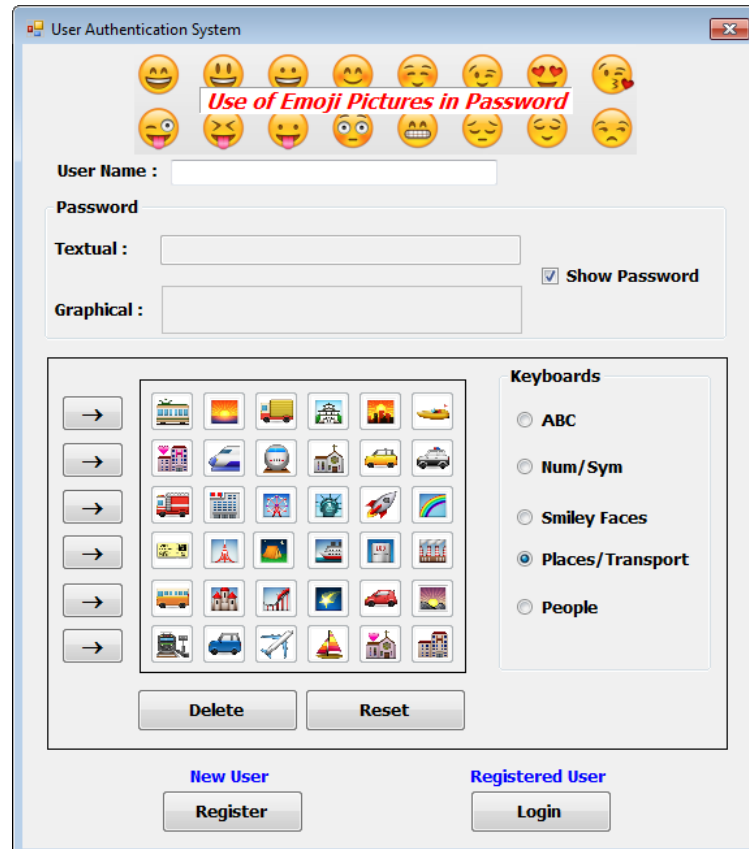 User Authentication System
Use of Emoji Pictures in Password
User Name :
Password
Textual :
Show Password
Graphical :
Keyboards
→
ABC
→
Num/Sym
→
Smiley Faces
→
Places/Transport
→
People
→
Delete
Reset
New User
Registered User
Register
Login